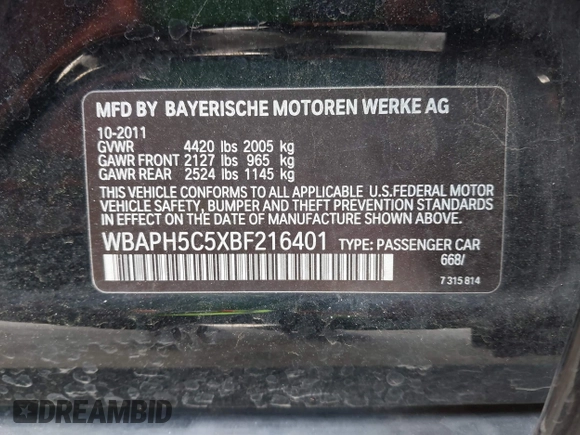 MFD BY BAYERISCHE MOTOREN WERKE AG
10-2011
GVWR 4420 lbs 2005 kg
GAWR FRONT 2127 lbs 965 kg
GAWR REAR 2524 lbs 1145 kg
THIS VEHICLE CONFORMS TO ALL APPLICABLE U.S.FEDERAL MOTOR
VEHICLE SAFETY, BUMPER AND THEFT PREVENTION STANDARDS
IN EFFECT ON THE DATE OF MANUFACTURE SHOWN ABOVE.
WBAPH5C5XBF216401 TYPE: PASSENGER CAR
668/
7 315 814
DREAMBID